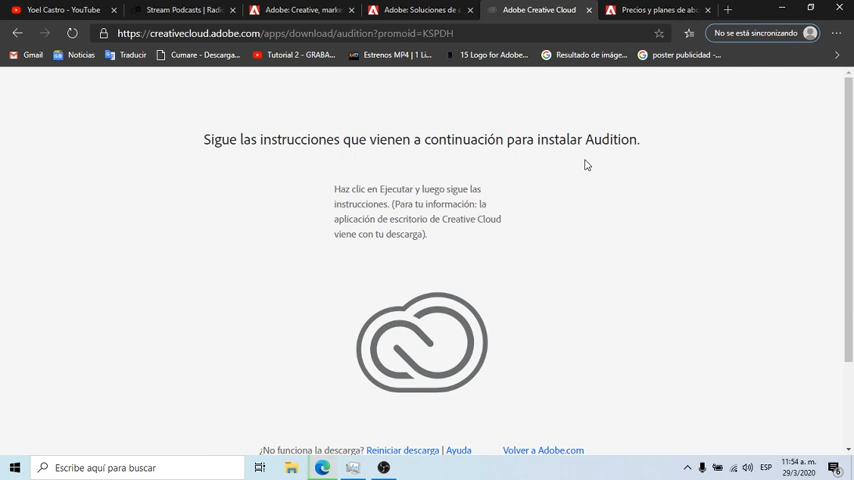 Yoel Castro - YouTube
Stream Podcasts | Radi
Adobe: Creative, marke
Adobe: Soluciones de
Adobe Creative Cloud
Precios y planes de abo
https://creativecloud.adobe.com/apps/download/audition?promoid=KSPDH
No se está sincronizando
Gmail
Noticias
Traducir
Cumare - Descarga...
Tutorial 2 - GRABA...
Estrenos MP4 | 1 Li...
15 Logo for Adobe...
Resultado de imáge...
poster publicidad -...
Sigue las instrucciones que vienen a continuación para instalar Audition.
Haz clic en Ejecutar y luego sigue las
instrucciones. (Para tu información: la
aplicación de escritorio de Creative Cloud
viene con tu descarga).
¿No funciona la descarga? Reiniciar descarga | Ayuda
Volver a Adobe.com
Escribe aquí para buscar
ESP
11:54 a. m.
29/3/2020
6